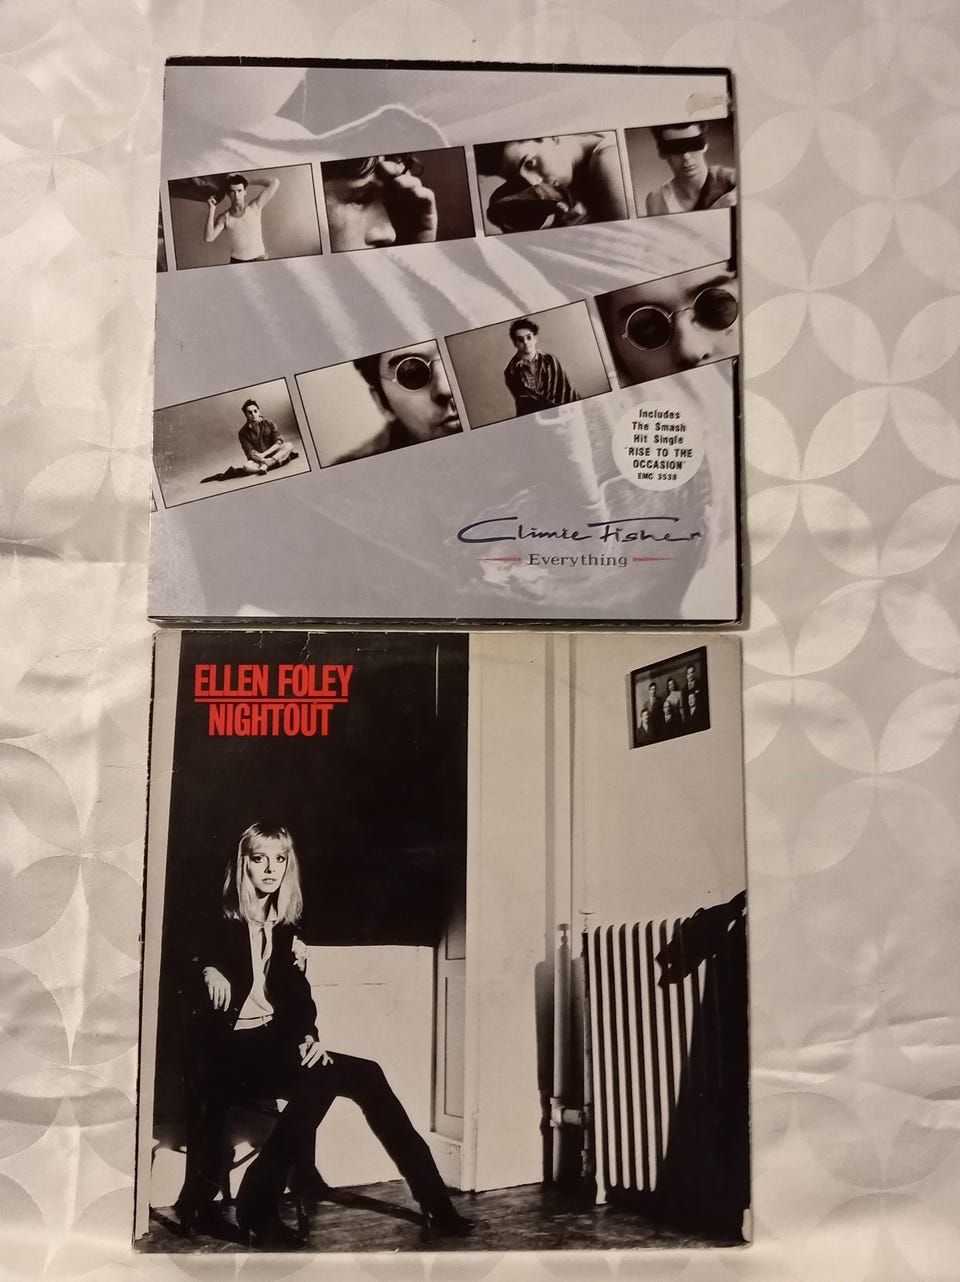 Includes
The Smash
Hit Single
"RISE TO THE
OCCASION"
EMC 3538
Climie Fisher
Everything
ELLEN FOLEY
NIGHTOUT